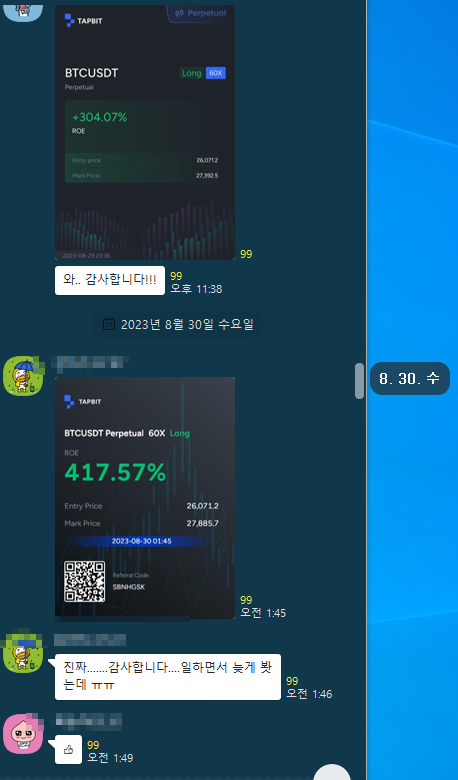 TAPBIT
Perpetual
BTCUSDT
Long 60X
Perpetual
+304.07%
ROE
Entry price 26,071.2
Mark Price 27,392.5
2023-08-29 23:36
99
와.. 감사합니다!!!
99
오후 11:38
2023년 8월 30일 수요일
8. 30. 수
TAPBIT
BTCUSDT Perpetual 60X Long
ROE
417.57%
Entry Price 26,071.2
Mark Price 27,885.7
2023-08-30 01:45
Referral Code
S8NHGSK
99
오전 1:45
진짜.......감사합니다....일하면서 늦게 봣
는데 ㅠㅠ
99
오전 1:46
99
오전 1:49